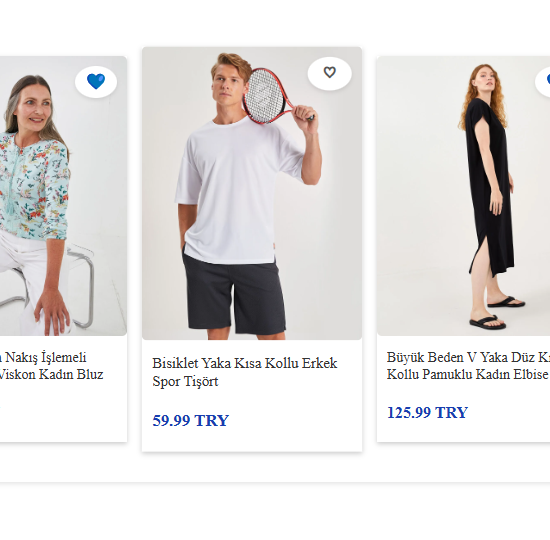 Nakış İşlemeli
Viskon Kadın Bluz
Bisiklet Yaka Kısa Kollu Erkek
Spor Tişört
59.99 TRY
Büyük Beden V Yaka Düz
Kollu Pamuklu Kadın Elbise
125.99 TRY